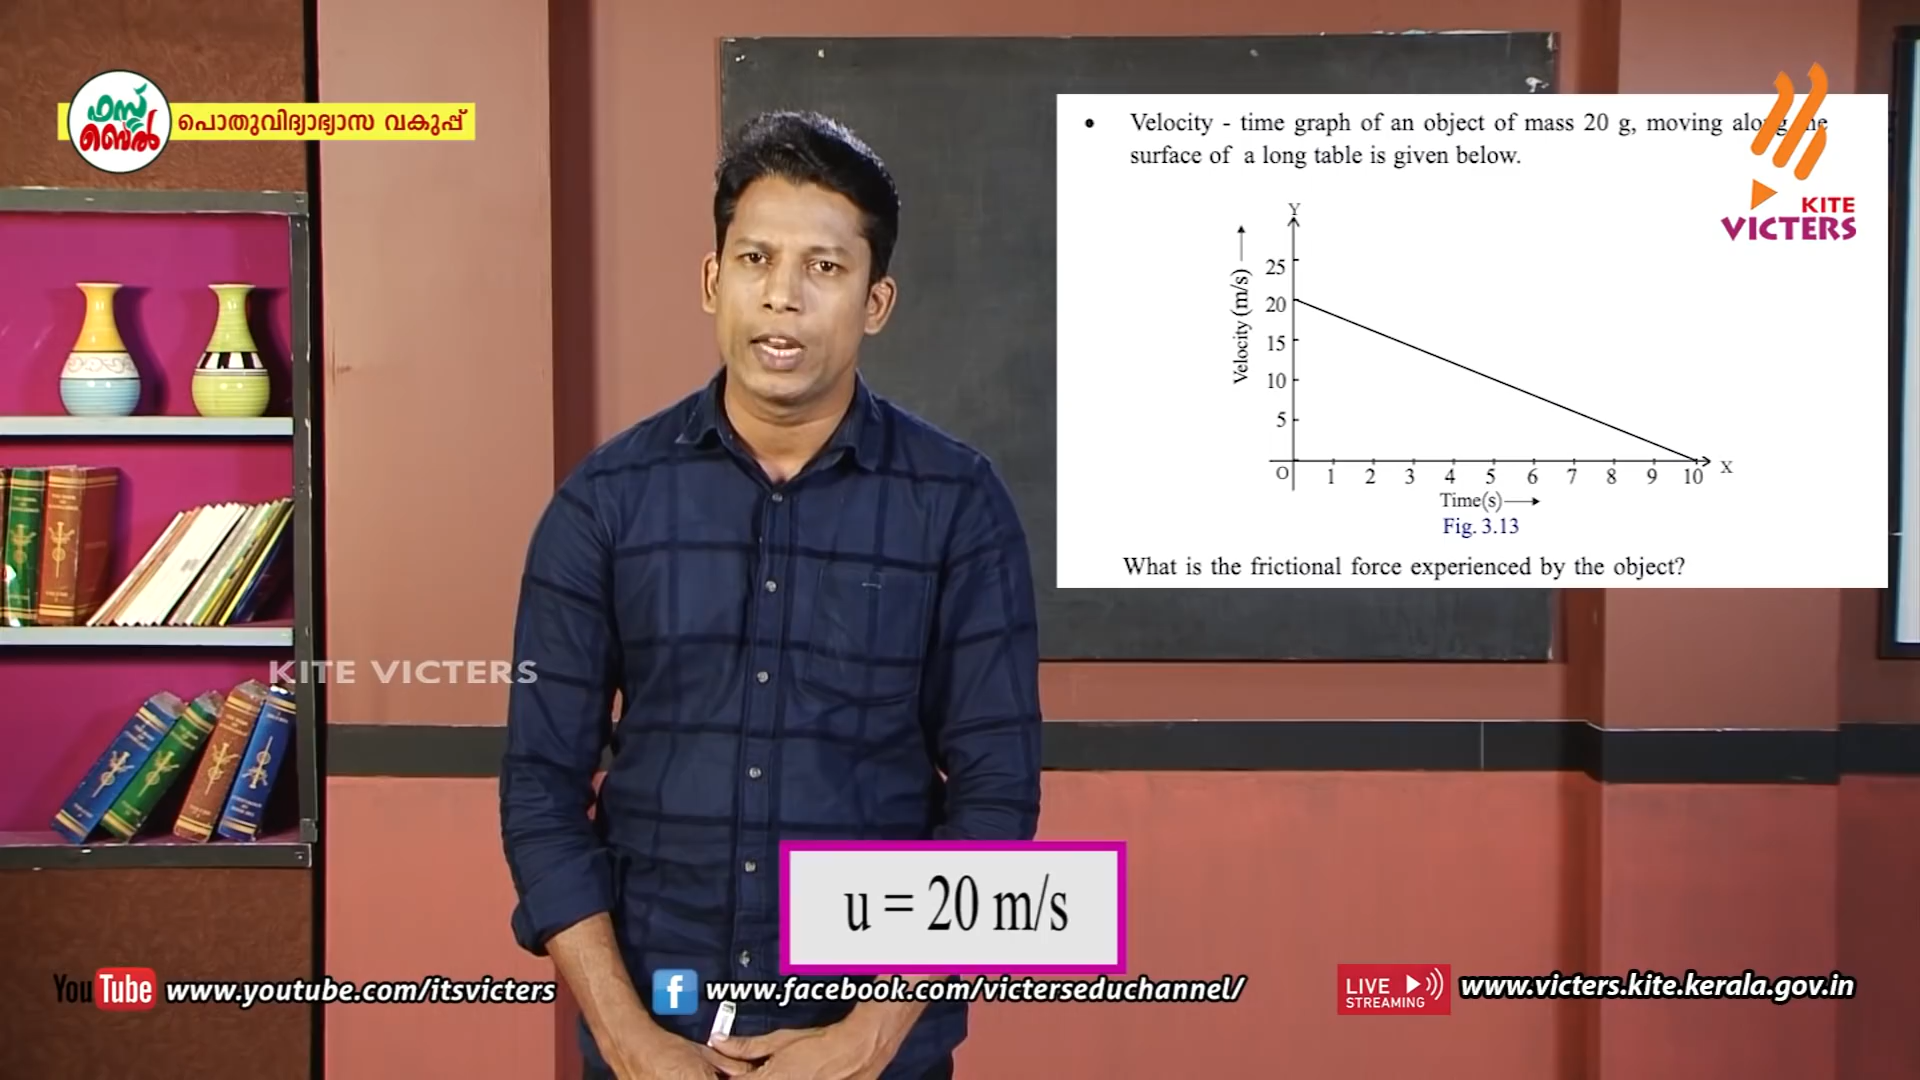 ഫസ്റ്റ്
ബെൽ
പൊതുവിദ്യാഭ്യാസ വകുപ്പ്
• Velocity - time graph of an object of mass 20 g, moving along the
surface of a long table is given below.
KITE
VICTERS
Y
Velocity (m/s)
25
20
15
10
5
O 1 2 3 4 5 6 7 8 9 10 X
Time(s)
Fig. 3.13
What is the frictional force experienced by the object?
KITE VICTERS
u = 20 m/s
YouTube www.youtube.com/itsvicters
f www.facebook.com/victerseduchannel/
LIVE
STREAMING
www.victers.kite.kerala.gov.in